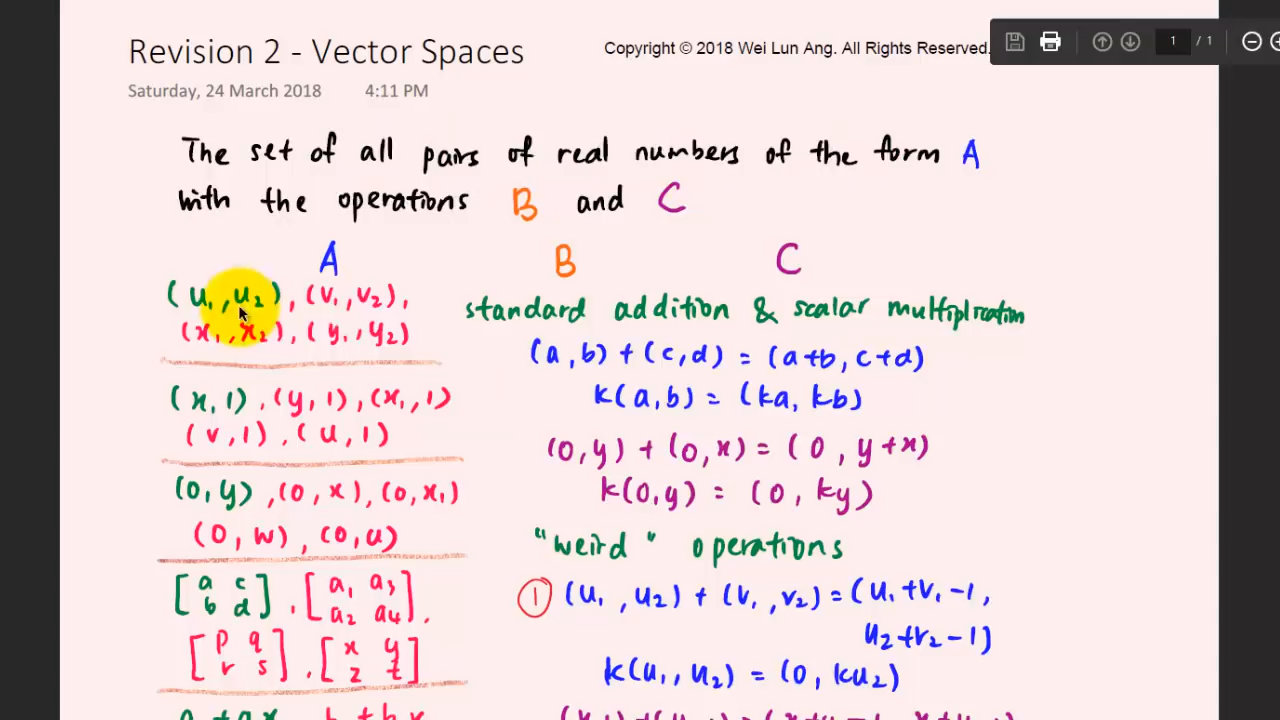 Revision 2 - Vector Spaces
Copyright © 2018 Wei Lun Ang. All Rights Reserved.
1 / 1
Saturday, 24 March 2018 4:11 PM
The set of all pairs of real numbers of the form A
with the operations B and C
A
(u₁, u₂), (v₁, v₂),
(x₁, x₂), (y₁, y₂)
(x, 1), (y, 1), (x₁, 1)
(v, 1), (u, 1)
(0, y), (0, x), (0, x₁)
(0, w), (0, u)
[a c
b d], [a₁ a₃
a₂ a₄],
[p q
r s], [x y
z t]
B C
standard addition & scalar multiplication
(a, b) + (c, d) = (a+b, c+d)
k(a, b) = (ka, kb)
(0, y) + (0, x) = (0, y+x)
k(0, y) = (0, ky)
"weird" operations
① (u₁, u₂) + (v₁, v₂) = (u₁+v₁-1,
u₂+v₂-1)
k(u₁, u₂) = (0, ku₂)